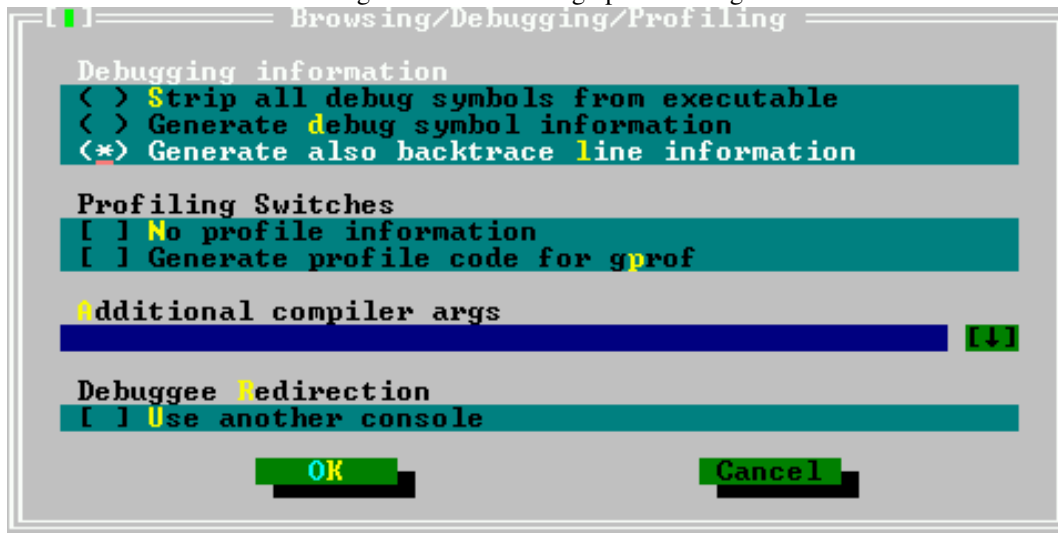 [■] Browsing/Debugging/Profiling
Debugging information
( ) Strip all debug symbols from executable
( ) Generate debug symbol information
(*) Generate also backtrace line information
Profiling Switches
[ ] No profile information
[ ] Generate profile code for gprof
Additional compiler args
[↓]
Debuggee Redirection
[ ] Use another console
OK Cancel